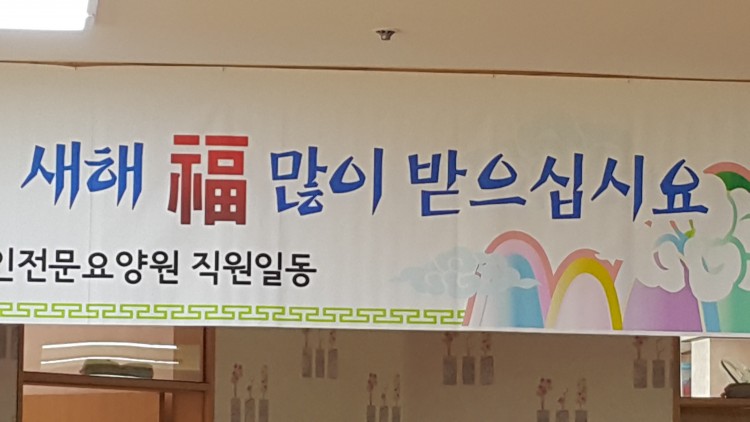 새해 福 많이 받으십시요
인전문요양원 직원일동